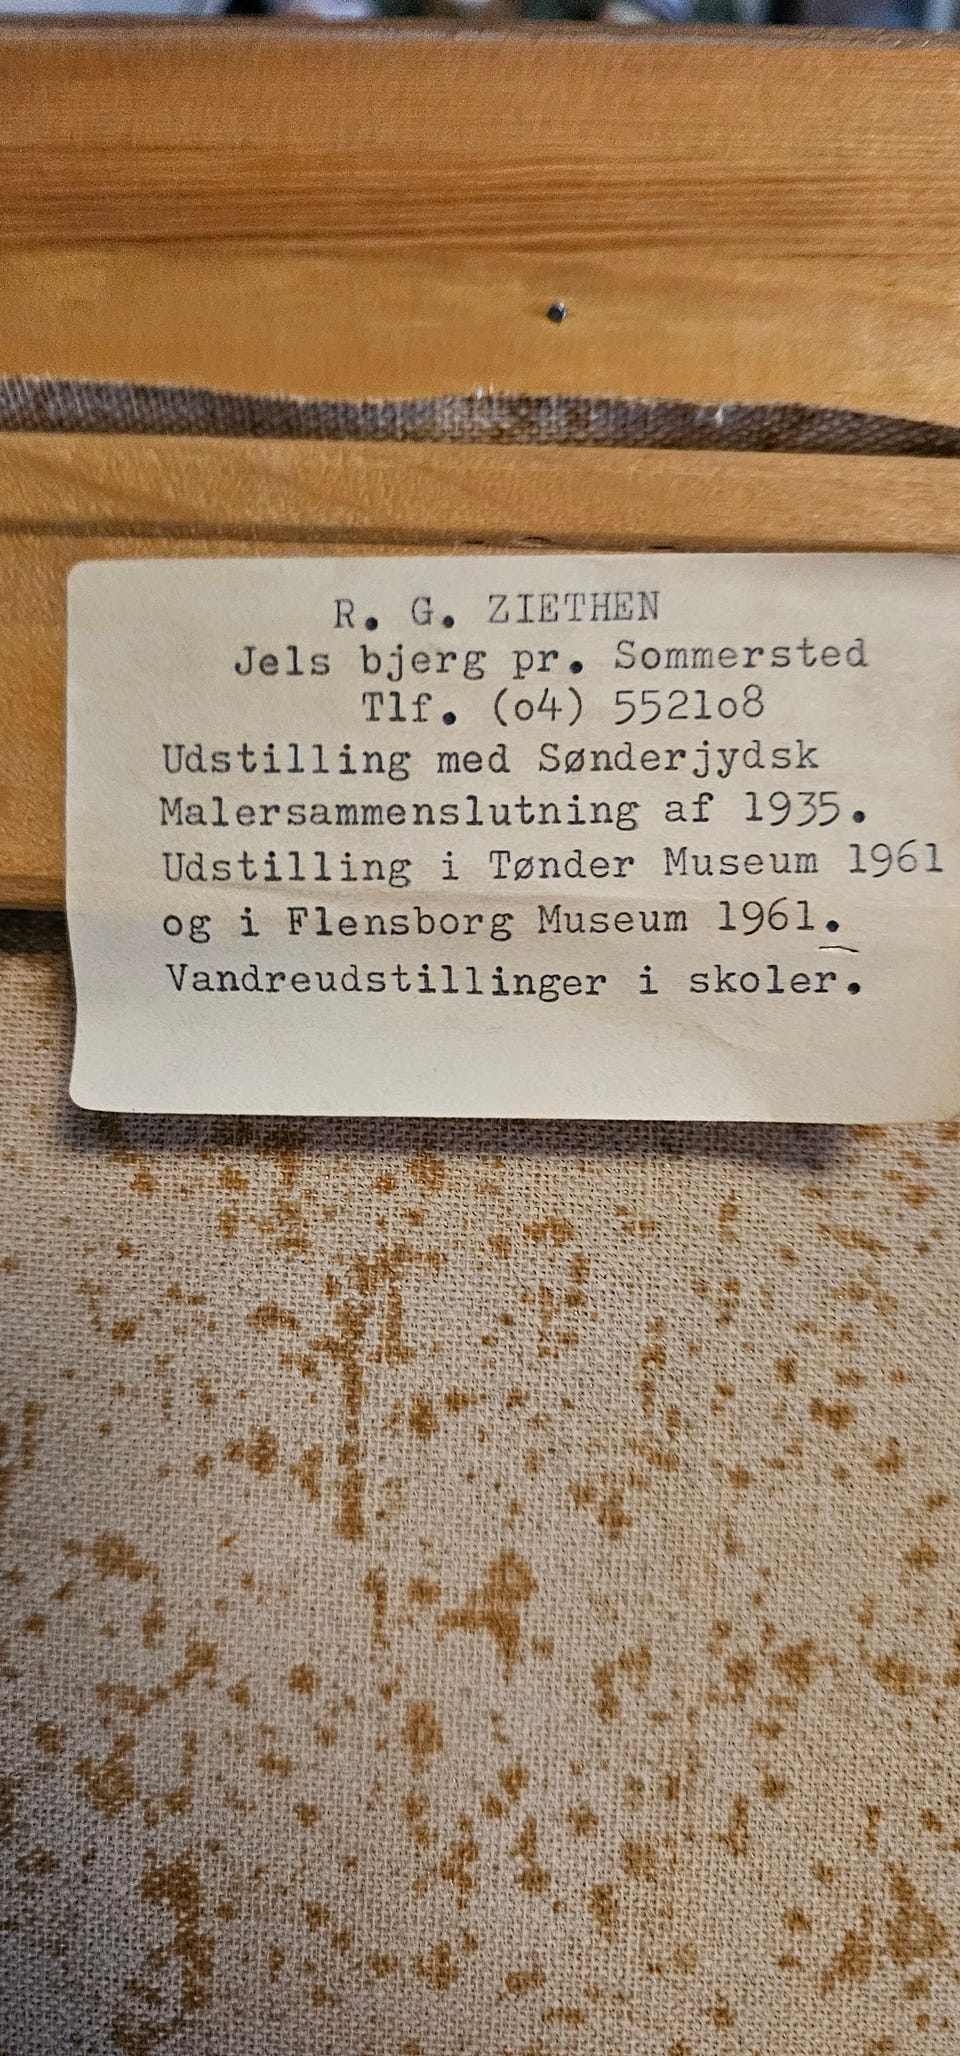 R. G. ZIETHEN
Jels bjerg pr. Sommersted
Tlf. (o4) 5521o8
Udstilling med Sønderjydsk
Malersammenslutning af 1935.
Udstilling i Tønder Museum 1961
og i Flensborg Museum 1961.
Vandreudstillinger i skoler.